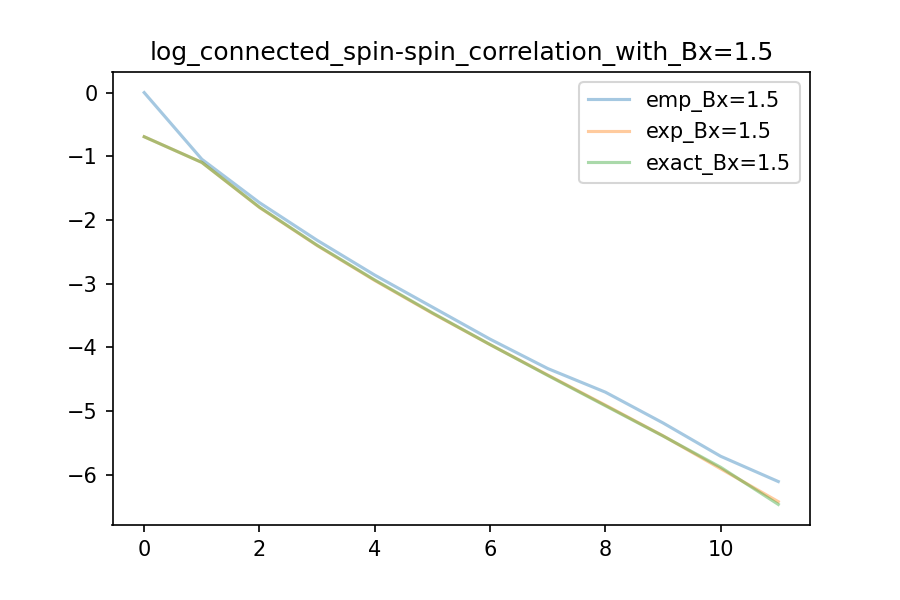 log_connected_spin-spin_correlation_with_Bx=1.5
emp_Bx=1.5
exp_Bx=1.5
exact_Bx=1.5
0
−1
−2
−3
−4
−5
−6
0 2 4 6 8 10